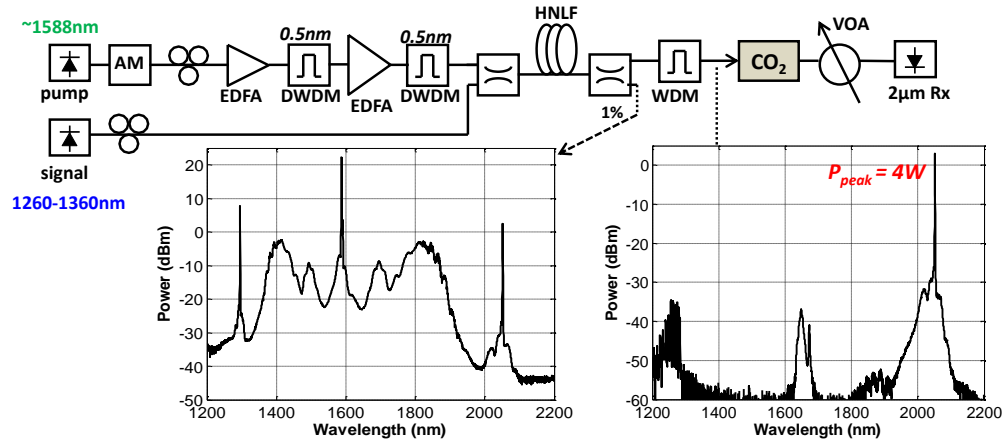 ~1588nm
pump
AM
EDFA
0.5nm
DWDM
EDFA
0.5nm
DWDM
HNLF
1%
WDM
CO2
VOA
2μm Rx
signal
1260-1360nm
Power (dBm)
20
10
0
-10
-20
-30
-40
-50
1200 1400 1600 1800 2000 2200
Wavelength (nm)
Ppeak = 4W
Power (dBm)
0
-10
-20
-30
-40
-50
-60
1200 1400 1600 1800 2000 2200
Wavelength (nm)